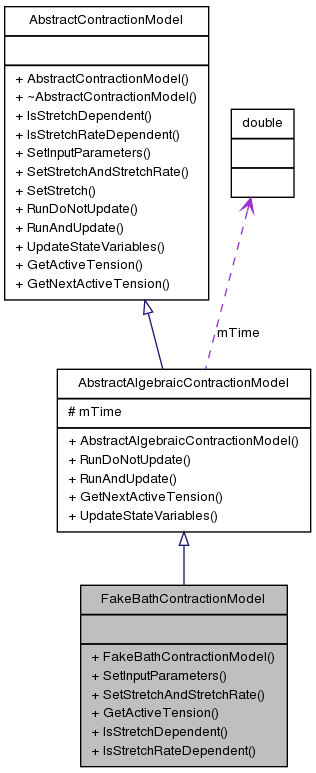 AbstractContractionModel
+ AbstractContractionModel()
+ ~AbstractContractionModel()
+ IsStretchDependent()
+ IsStretchRateDependent()
+ SetInputParameters()
+ SetStretchAndStretchRate()
+ SetStretch()
+ RunDoNotUpdate()
+ RunAndUpdate()
+ UpdateStateVariables()
+ GetActiveTension()
+ GetNextActiveTension()
double
mTime
AbstractAlgebraicContractionModel
# mTime
+ AbstractAlgebraicContractionModel()
+ RunDoNotUpdate()
+ RunAndUpdate()
+ GetNextActiveTension()
+ UpdateStateVariables()
FakeBathContractionModel
+ FakeBathContractionModel()
+ SetInputParameters()
+ SetStretchAndStretchRate()
+ GetActiveTension()
+ IsStretchDependent()
+ IsStretchRateDependent()